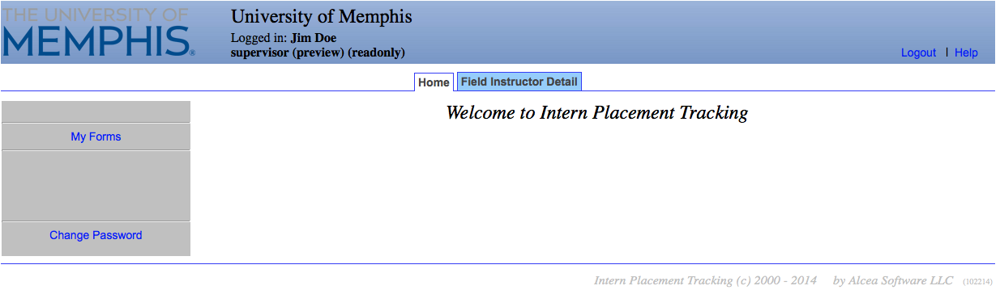 THE UNIVERSITY OF
MEMPHIS®
University of Memphis
Logged in: Jim Doe
supervisor (preview) (readonly)
Logout | Help
Home Field Instructor Detail
Welcome to Intern Placement Tracking
My Forms
Change Password
Intern Placement Tracking (c) 2000 - 2014 by Alcea Software LLC (102214)